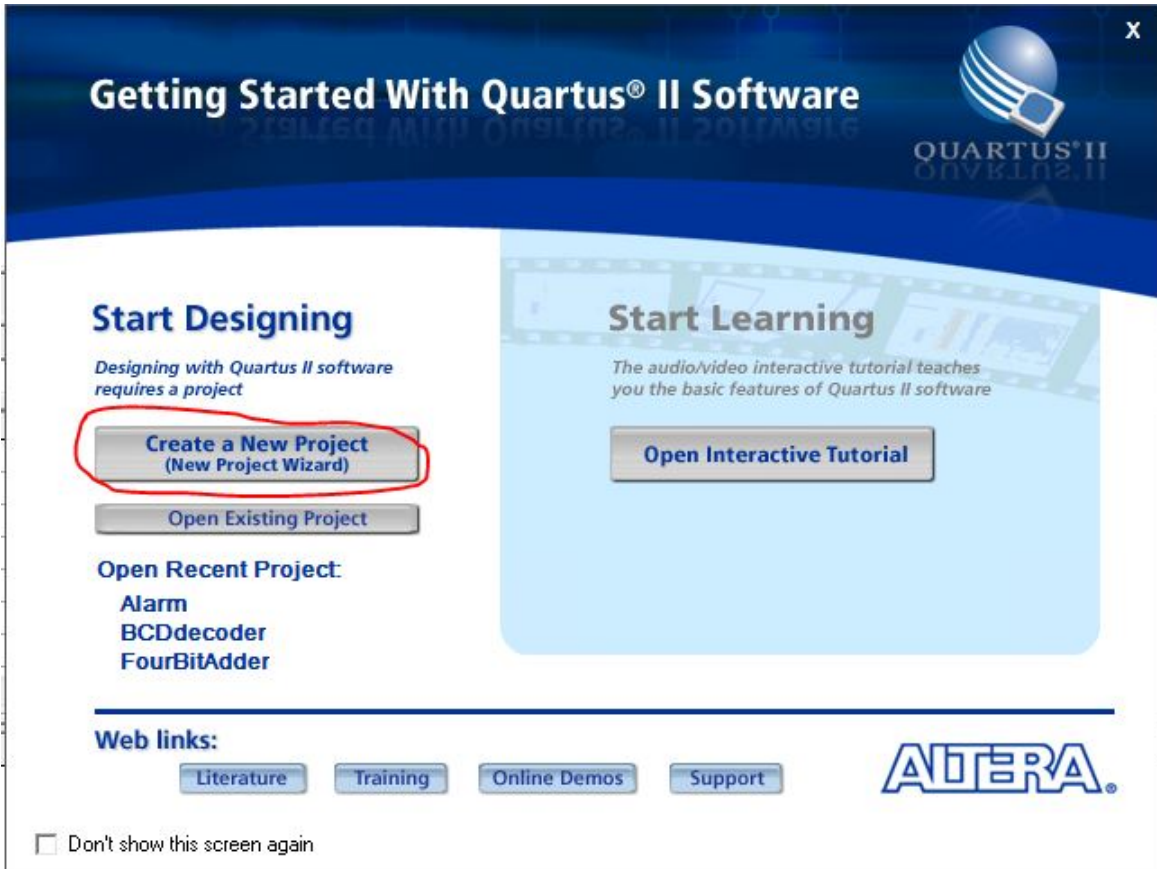 X
Getting Started With Quartus® II Software
QUARTUS®II
Start Designing
Designing with Quartus II software
requires a project
Create a New Project
(New Project Wizard)
Open Existing Project
Open Recent Project:
Alarm
BCDdecoder
FourBitAdder
Start Learning
The audio/video interactive tutorial teaches
you the basic features of Quartus II software
Open Interactive Tutorial
Web links:
Literature
Training
Online Demos
Support
ALTERA®
Don't show this screen again